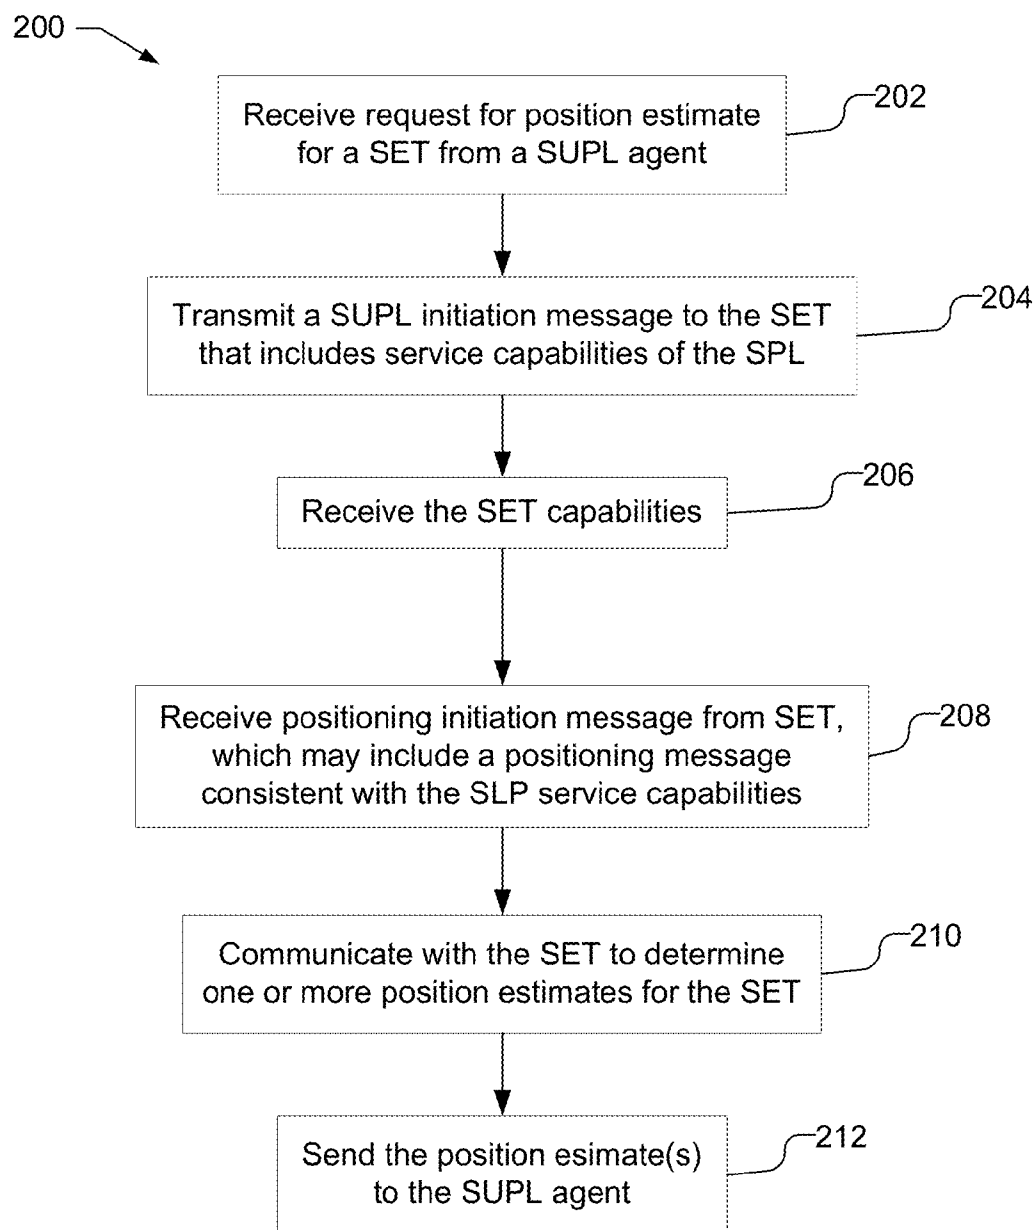 200
Receive request for position estimate
for a SET from a SUPL agent
202
Transmit a SUPL initiation message to the SET
that includes service capabilities of the SPL
204
Receive the SET capabilities
206
Receive positioning initiation message from SET,
which may include a positioning message
consistent with the SLP service capabilities
208
Communicate with the SET to determine
one or more position estimates for the SET
210
Send the position esimate(s)
to the SUPL agent
212